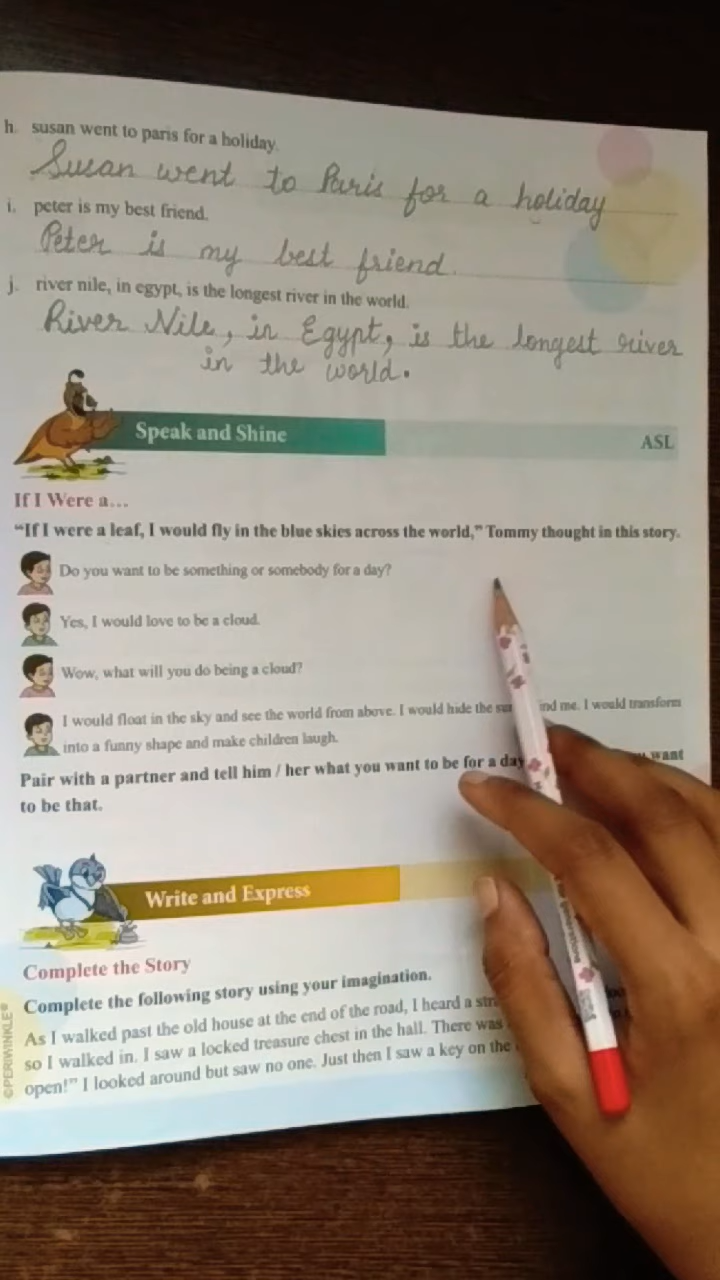 h. susan went to paris for a holiday.
Susan went to Paris for a holiday
i. peter is my best friend.
Peter is my best friend.
j. river nile, in egypt, is the longest river in the world.
River Nile, in Egypt, is the longest river
in the world.
Speak and Shine
ASL
If I Were a...
“If I were a leaf, I would fly in the blue skies across the world,” Tommy thought in this story.
Do you want to be something or somebody for a day?
Yes, I would love to be a cloud.
Wow, what will you do being a cloud?
I would float in the sky and see the world from above. I would hide the me. I would transform
into a funny shape and make children laugh.
Pair with a partner and tell him / her what you want to be for a day want
to be that.
Write and Express
Complete the Story
Complete the following story using your imagination.
As I walked past the old house at the end of the road, I heard a
so I walked in. I saw a locked treasure chest in the hall. There was
open!” I looked around but saw no one. Just then I saw a key on the
©PERIWINKLE®